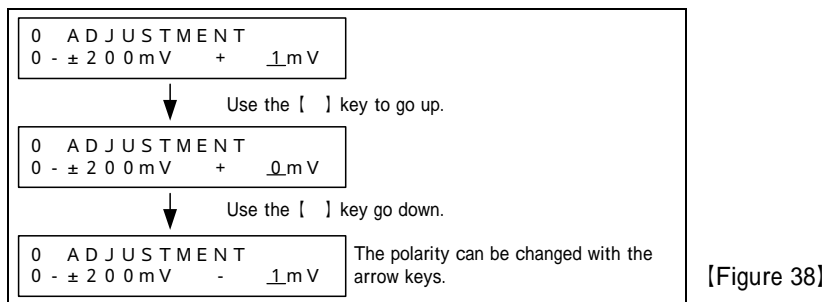 0 ADJUSTMENT
0-±200mV + 1mV
Use the【 】key to go up.
0 ADJUSTMENT
0-±200mV + 0mV
Use the【 】key go down.
0 ADJUSTMENT
0-±200mV - 1mV
The polarity can be changed with the
arrow keys.
【Figure 38】